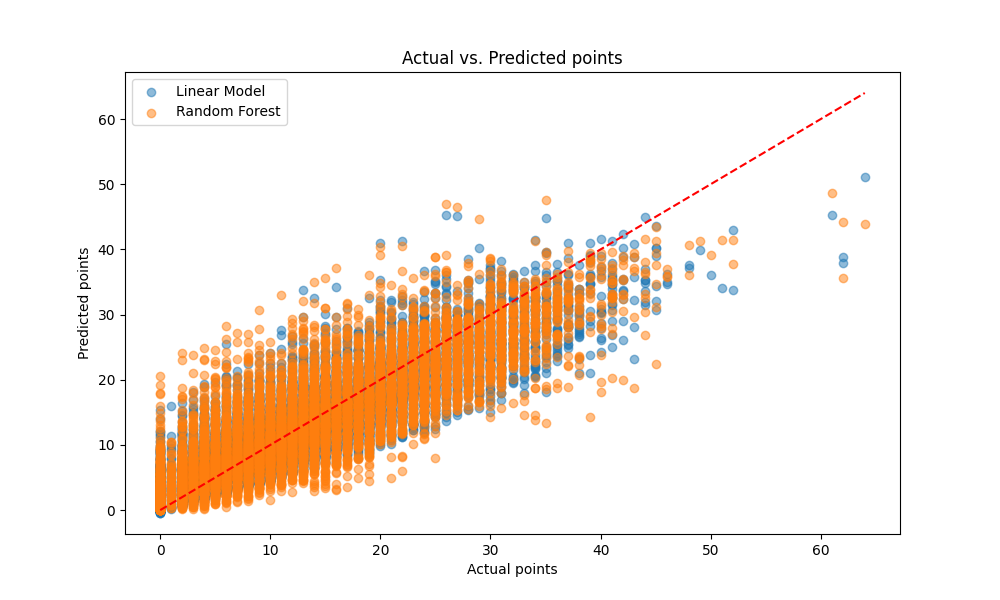 Actual vs. Predicted points
Linear Model
Random Forest
60
50
40
30
20
10
0
Predicted points
0 10 20 30 40 50 60
Actual points